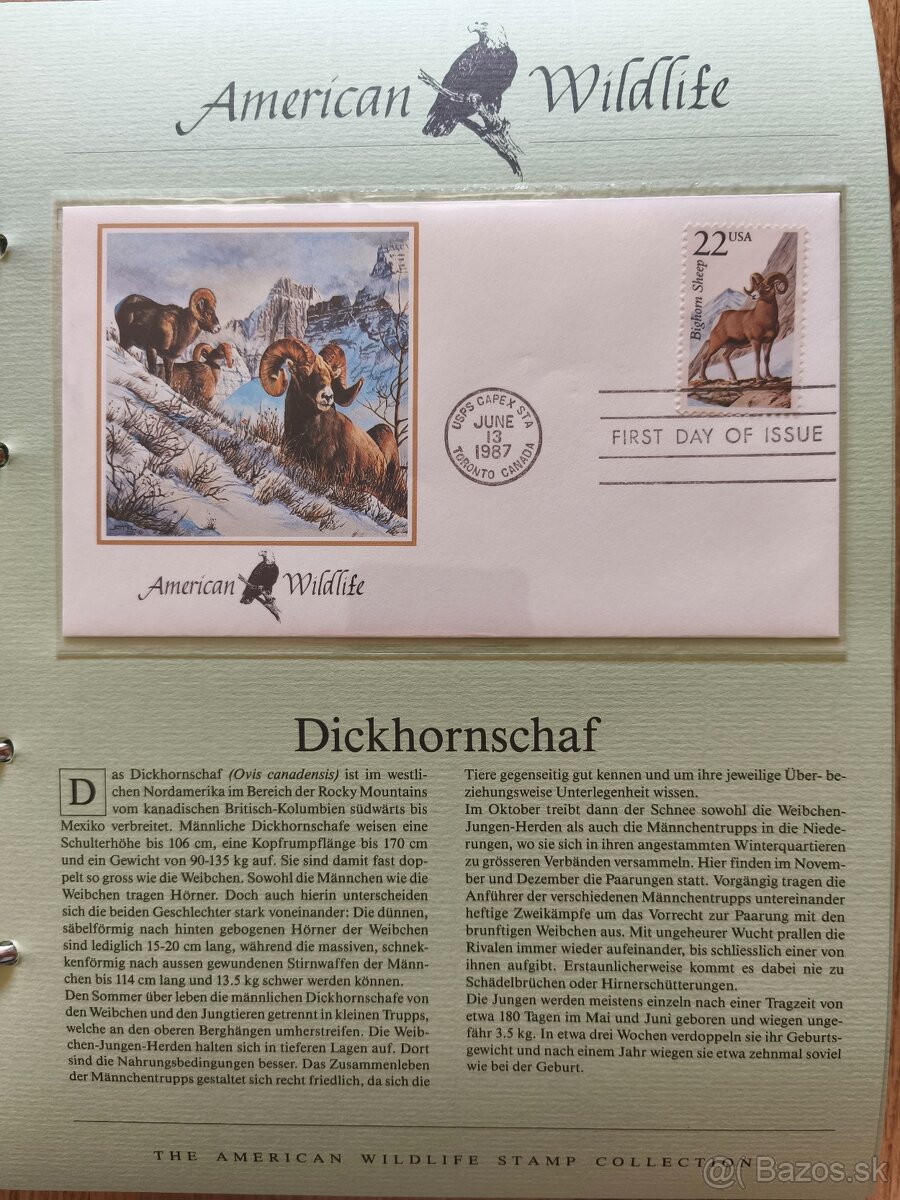 American Wildlife
22 USA
Bighorn Sheep
USPS CAPEX STA
JUNE
13
1987
TORONTO CANADA
FIRST DAY OF ISSUE
American Wildlife
Dickhornschaf
Das Dickhornschaf (Ovis canadensis) ist im westli-
chen Nordamerika im Bereich der Rocky Mountains
vom kanadischen Britisch-Kolumbien südwärts bis
Mexiko verbreitet. Männliche Dickhornschafe weisen eine
Schulterhöhe bis 106 cm, eine Kopfrumpflänge bis 170 cm
und ein Gewicht von 90-135 kg auf. Sie sind damit fast dop-
pelt so gross wie die Weibchen. Sowohl die Männchen wie die
Weibchen tragen Hörner. Doch auch hierin unterscheiden
sich die beiden Geschlechter stark voneinander: Die dünnen,
säbelförmig nach hinten gebogenen Hörner der Weibchen
sind lediglich 15-20 cm lang, während die massiven, schnek-
kenförmig nach aussen gewundenen Stirnwaffen der Männ-
chen bis 114 cm lang und 13.5 kg schwer werden können.
Den Sommer über leben die männlichen Dickhornschafe von
den Weibchen und den Jungtieren getrennt in kleinen Trupps,
welche an den oberen Berghängen umherstreifen. Die Weib-
chen-Jungen-Herden halten sich in tieferen Lagen auf. Dort
sind die Nahrungsbedingungen besser. Das Zusammenleben
der Männchentrupps gestaltet sich recht friedlich, da sich die
Tiere gegenseitig gut kennen und um ihre jeweilige Über- be-
ziehungsweise Unterlegenheit wissen.
Im Oktober treibt dann der Schnee sowohl die Weibchen-
Jungen-Herden als auch die Männchentrupps in die Niede-
rungen, wo sie sich in ihren angestammten Winterquartieren
zu grösseren Verbänden versammeln. Hier finden im Novem-
ber und Dezember die Paarungen statt. Vorgängig tragen die
Anführer der verschiedenen Männchentrupps untereinander
heftige Zweikämpfe um das Vorrecht zur Paarung mit den
brunftigen Weibchen aus. Mit ungeheurer Wucht prallen die
Rivalen immer wieder aufeinander, bis schliesslich einer von
ihnen aufgibt. Erstaunlicherweise kommt es dabei nie zu
Schädelbrüchen oder Hirnerschütterungen.
Die Jungen werden meistens einzeln nach einer Tragzeit von
etwa 180 Tagen im Mai und Juni geboren und wiegen unge-
fähr 3.5 kg. In etwa drei Wochen verdoppeln sie ihr Geburts-
gewicht und nach einem Jahr wiegen sie etwa zehnmal soviel
wie bei der Geburt.
THE AMERICAN WILDLIFE STAMP COLLECTION
@ Bazos.sk